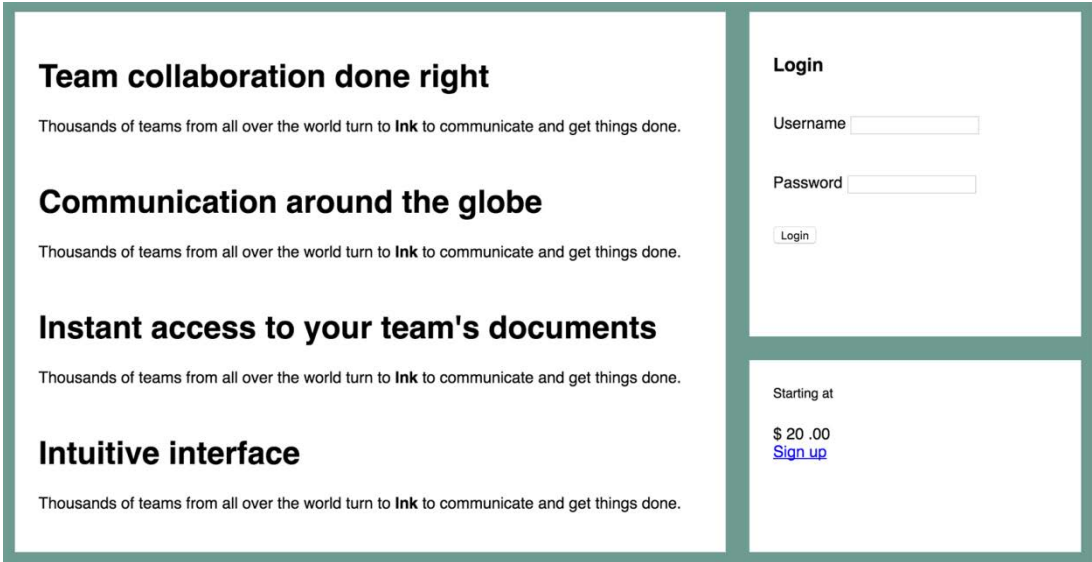 Team collaboration done right
Thousands of teams from all over the world turn to Ink to communicate and get things done.
Communication around the globe
Thousands of teams from all over the world turn to Ink to communicate and get things done.
Instant access to your team's documents
Thousands of teams from all over the world turn to Ink to communicate and get things done.
Intuitive interface
Thousands of teams from all over the world turn to Ink to communicate and get things done.
Login
Username
Password
Login
Starting at
$ 20 .00
Sign up